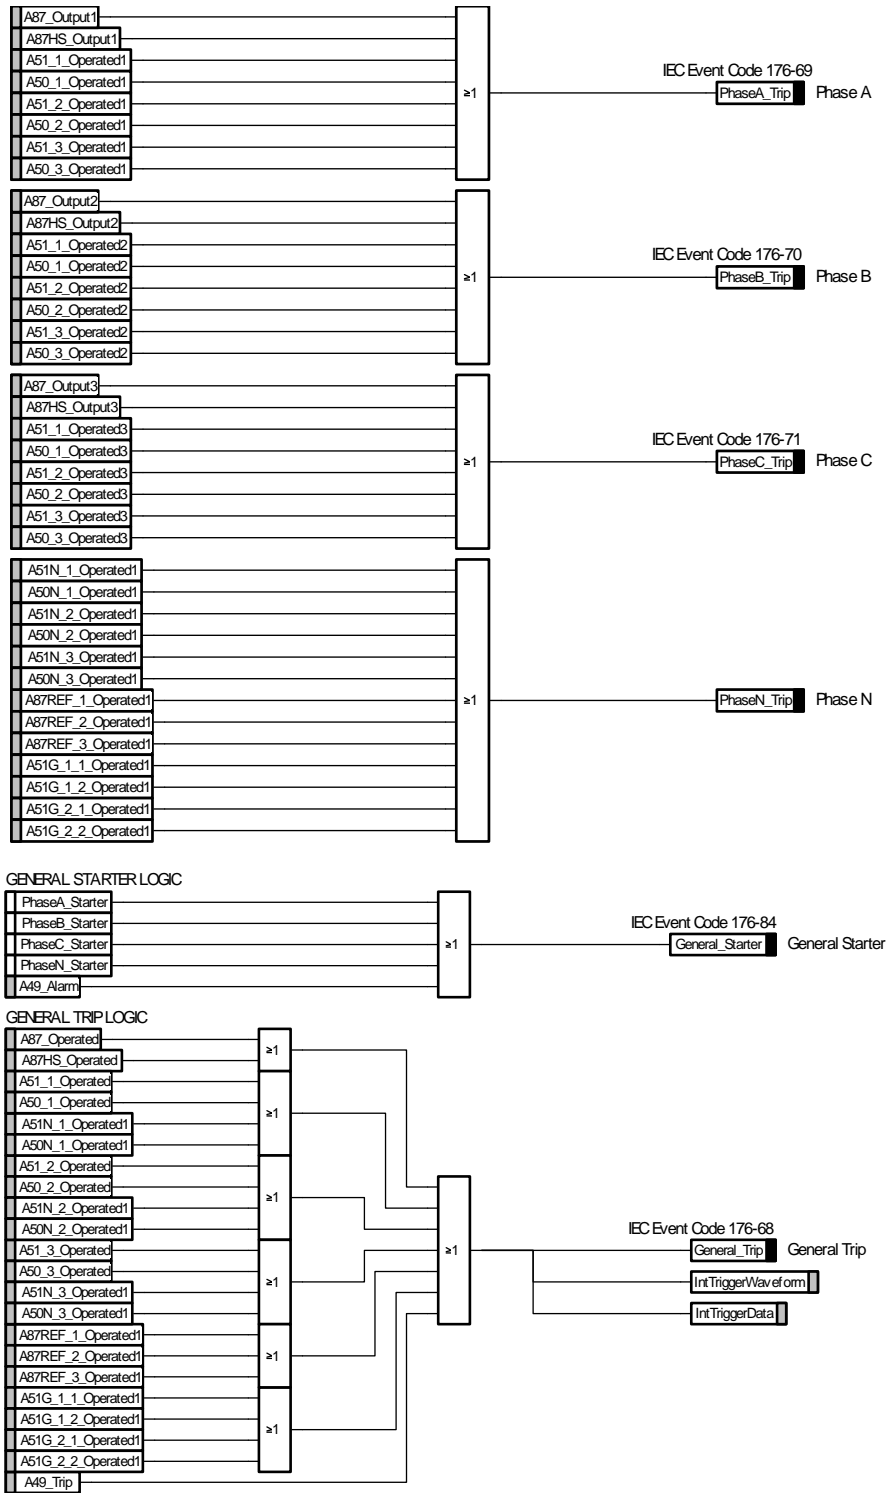 A87_Output1
A87HS_Output1
A51_1_Operated1
A50_1_Operated1
A51_2_Operated1
A50_2_Operated1
A51_3_Operated1
A50_3_Operated1
≥1
IEC Event Code 176-69
PhaseA_Trip Phase A
A87_Output2
A87HS_Output2
A51_1_Operated2
A50_1_Operated2
A51_2_Operated2
A50_2_Operated2
A51_3_Operated2
A50_3_Operated2
≥1
IEC Event Code 176-70
PhaseB_Trip Phase B
A87_Output3
A87HS_Output3
A51_1_Operated3
A50_1_Operated3
A51_2_Operated3
A50_2_Operated3
A51_3_Operated3
A50_3_Operated3
≥1
IEC Event Code 176-71
PhaseC_Trip Phase C
A51N_1_Operated1
A50N_1_Operated1
A51N_2_Operated1
A50N_2_Operated1
A51N_3_Operated1
A50N_3_Operated1
A87REF_1_Operated1
A87REF_2_Operated1
A87REF_3_Operated1
A51G_1_1_Operated1
A51G_1_2_Operated1
A51G_2_1_Operated1
A51G_2_2_Operated1
≥1
PhaseN_Trip Phase N
GENERAL STARTER LOGIC
PhaseA_Starter
PhaseB_Starter
PhaseC_Starter
PhaseN_Starter
A49_Alarm
≥1
IEC Event Code 176-84
General_Starter General Starter
GENERAL TRIP LOGIC
A87_Operated
A87HS_Operated
≥1
A51_1_Operated
A50_1_Operated
A51N_1_Operated1
A50N_1_Operated1
≥1
A51_2_Operated
A50_2_Operated
A51N_2_Operated1
A50N_2_Operated1
≥1
A51_3_Operated
A50_3_Operated
A51N_3_Operated1
A50N_3_Operated1
≥1
A87REF_1_Operated1
A87REF_2_Operated1
A87REF_3_Operated1
≥1
A51G_1_1_Operated1
A51G_1_2_Operated1
A51G_2_1_Operated1
A51G_2_2_Operated1
≥1
A49_Trip
≥1
IEC Event Code 176-68
General_Trip General Trip
IntTriggerWaveform
IntTriggerData